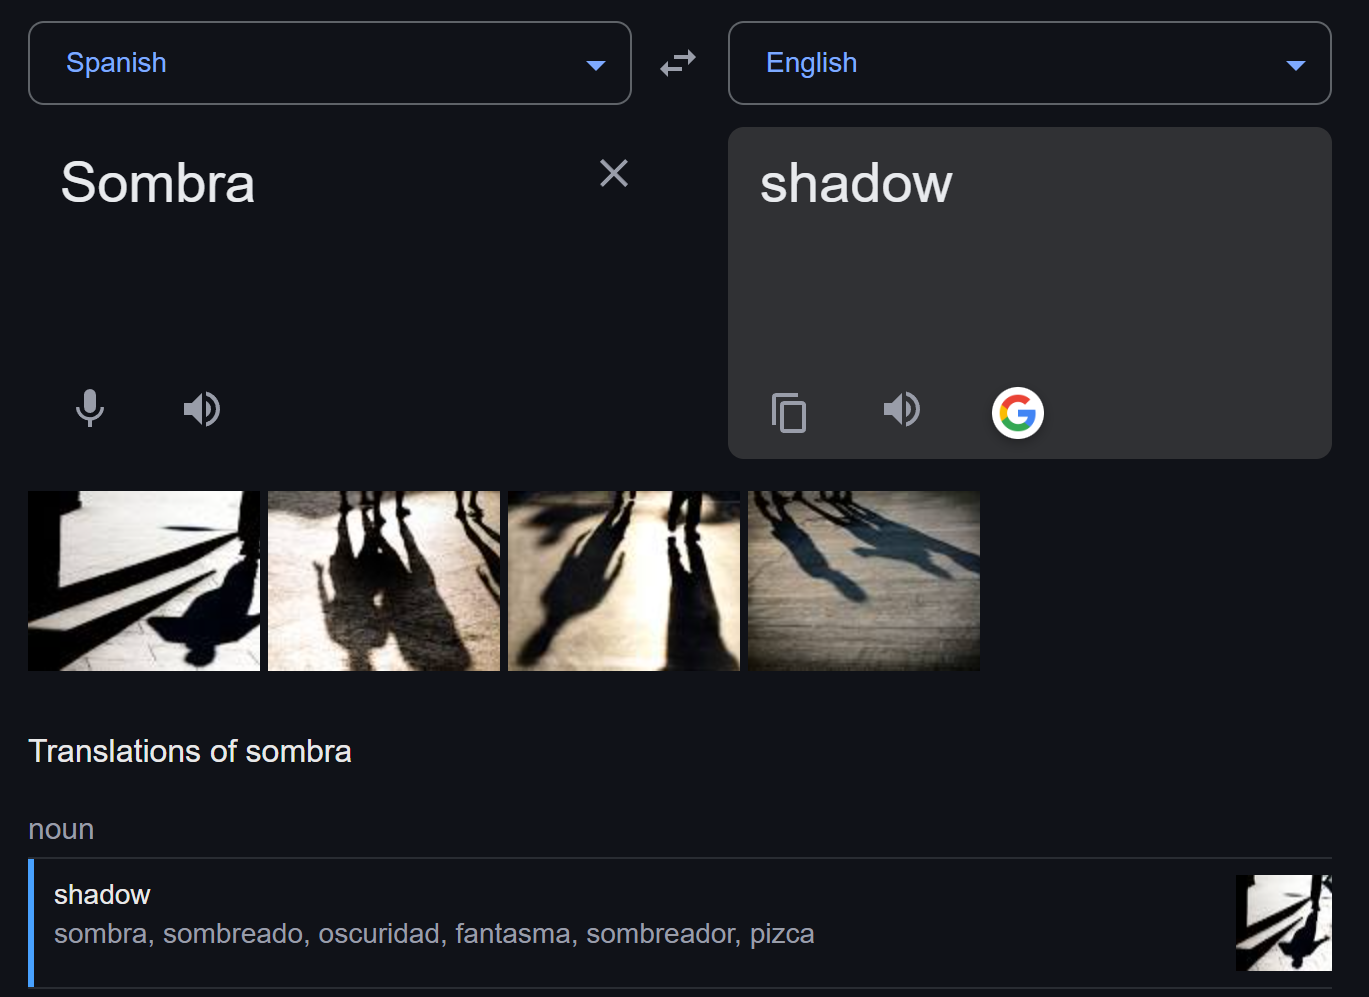 Spanish
English
Sombra
shadow
Translations of sombra
noun
shadow
sombra, sombreado, oscuridad, fantasma, sombreador, pizca